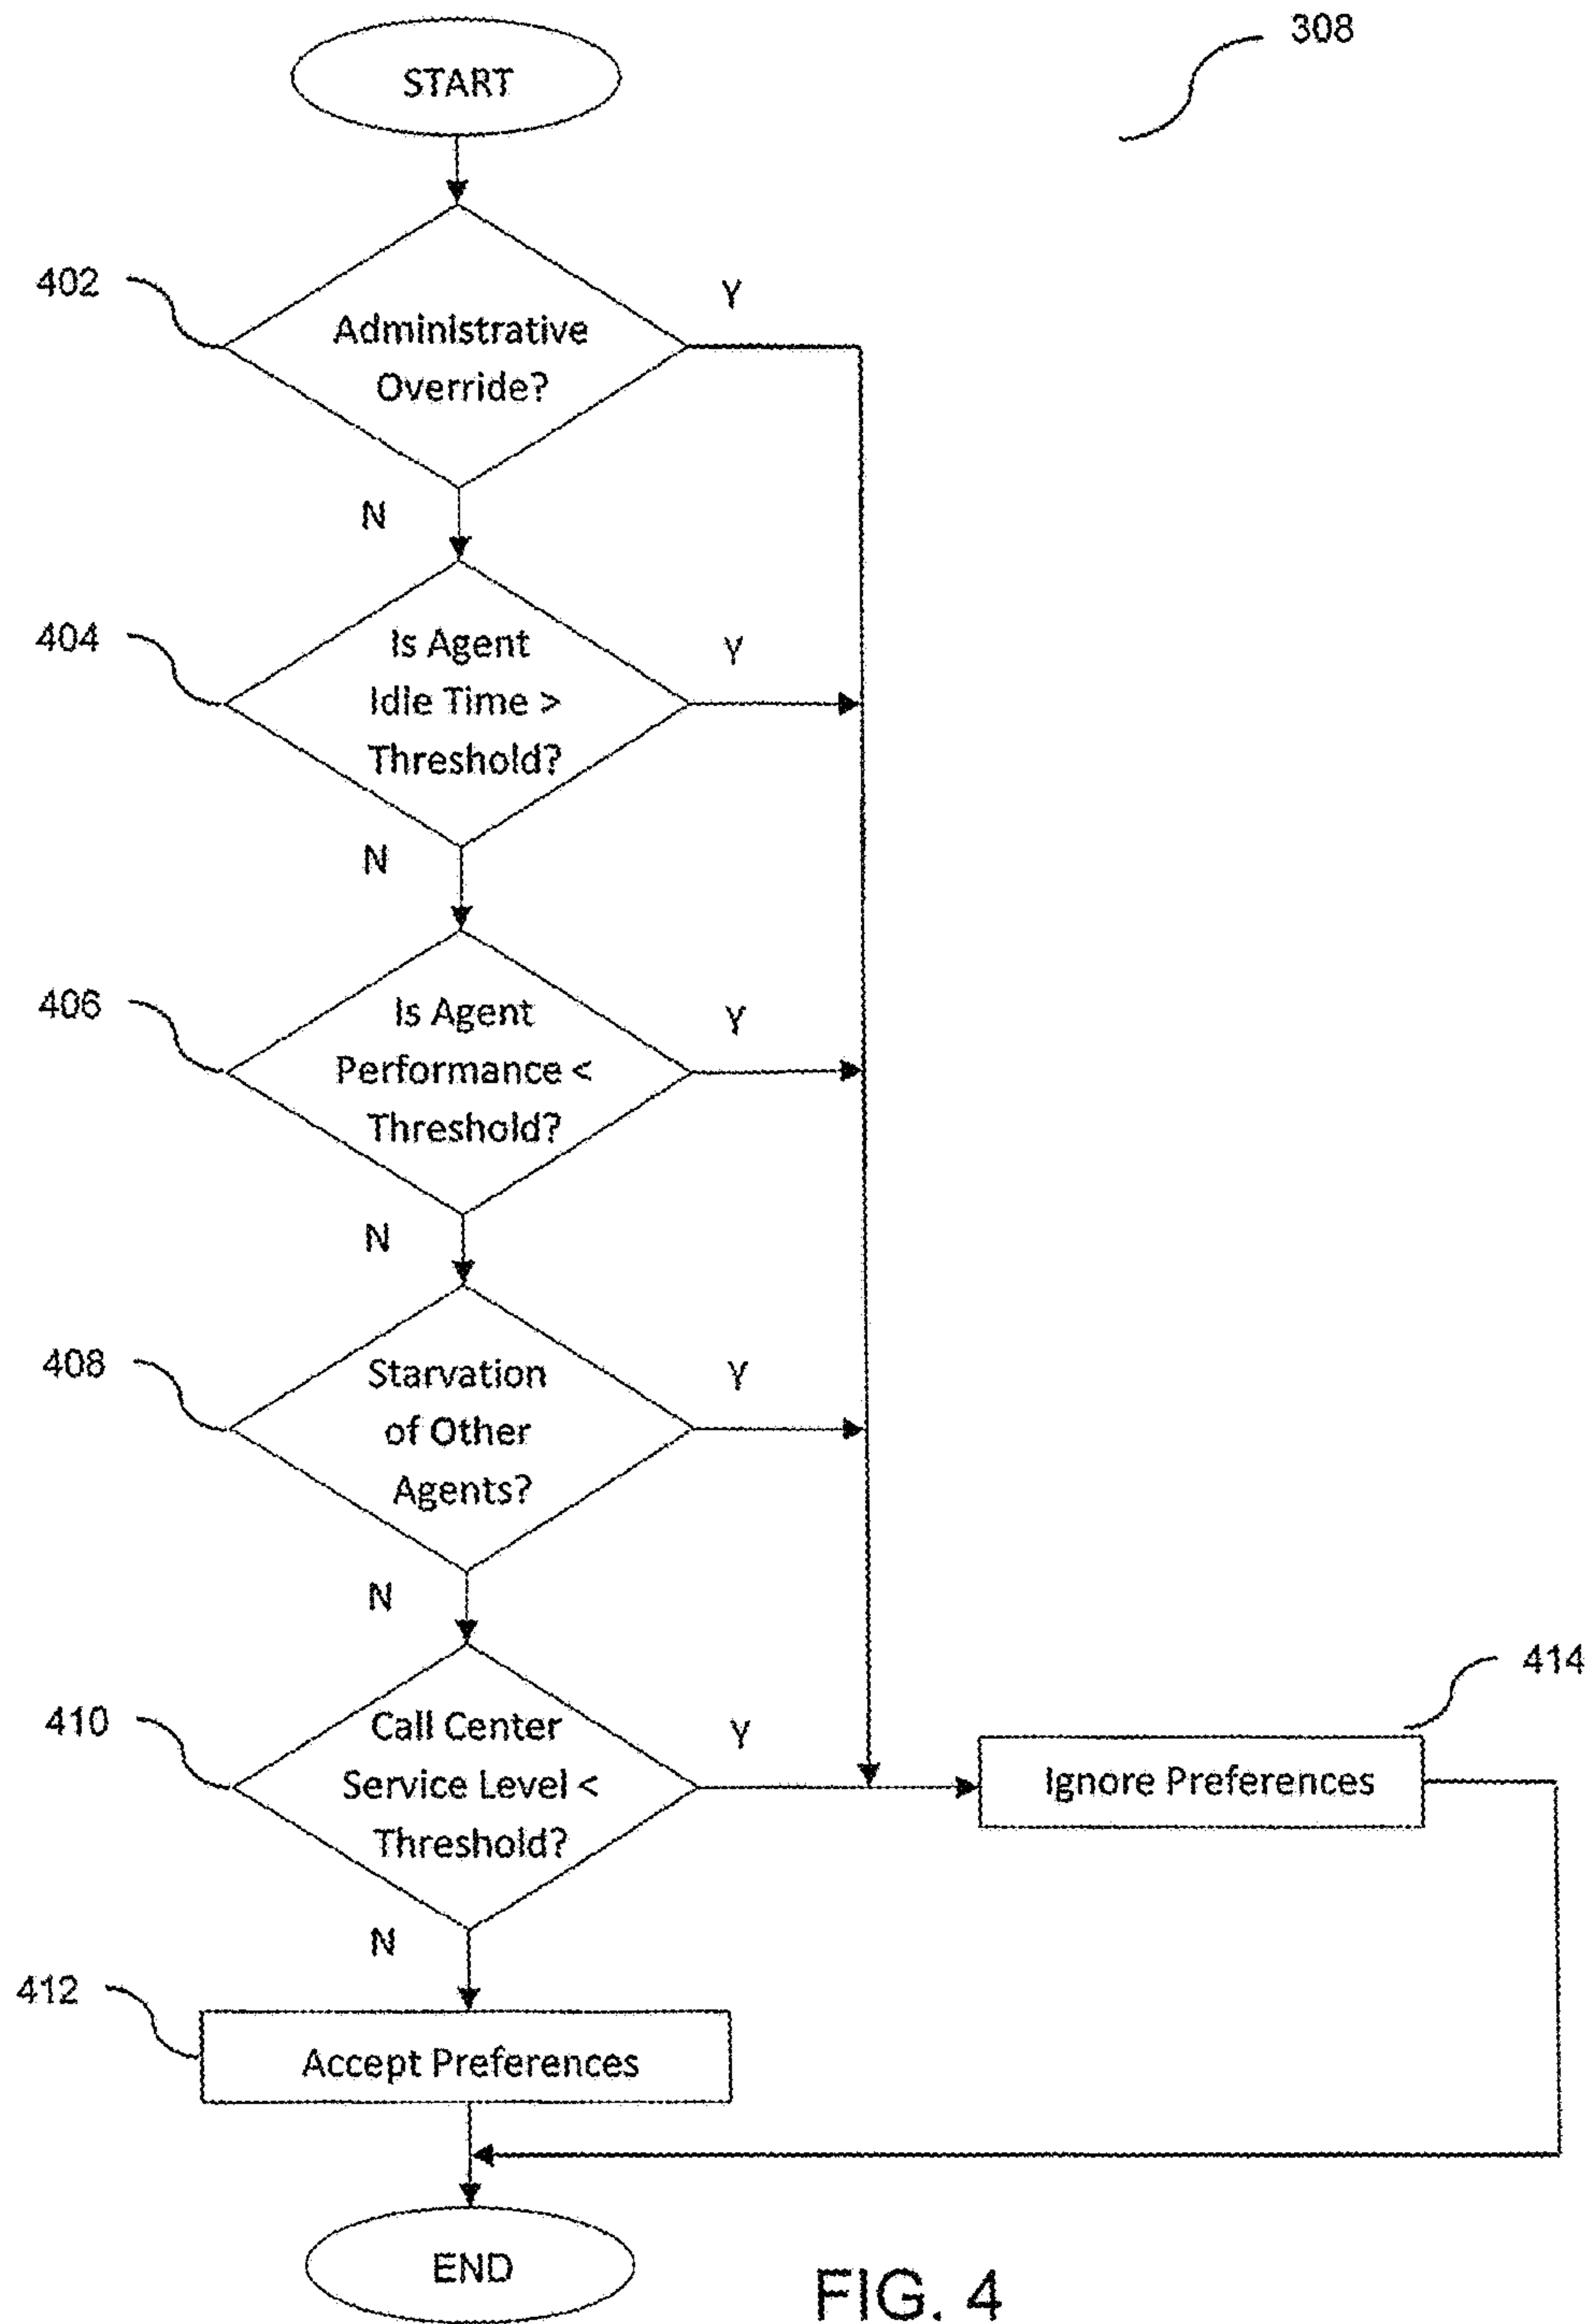 308
START
402
Y
Administrative
Override?
N
404
Is Agent
Idle Time >
Threshold?
Y
N
406
Is Agent
Performance <
Threshold?
Y
N
408
Starvation
of Other
Agents?
Y
N
410
Call Center
Service Level <
Threshold?
Y
414
Ignore Preferences
N
412
Accept Preferences
END
FIG. 4